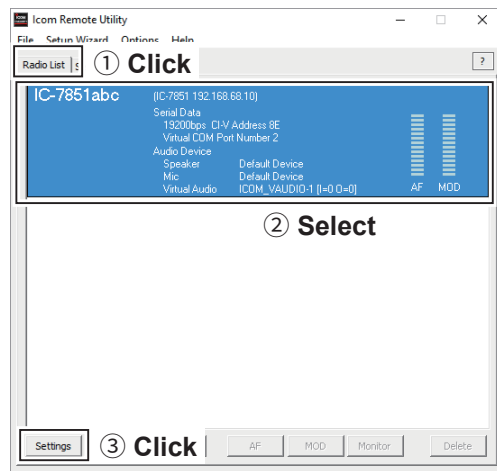 Icom Remote Utility
File Setup Wizard Options Help
Radio List
① Click
?
IC-7851abc (IC-7851 192.168.68.10)
Serial Data
19200bps CI-V Address 8E
Virtual COM Port Number 2
Audio Device
Speaker Default Device
Mic Default Device
Virtual Audio ICOM_VAUDIO-1 [I=0 O=0]
AF MOD
② Select
Settings ③ Click AF MOD Monitor Delete